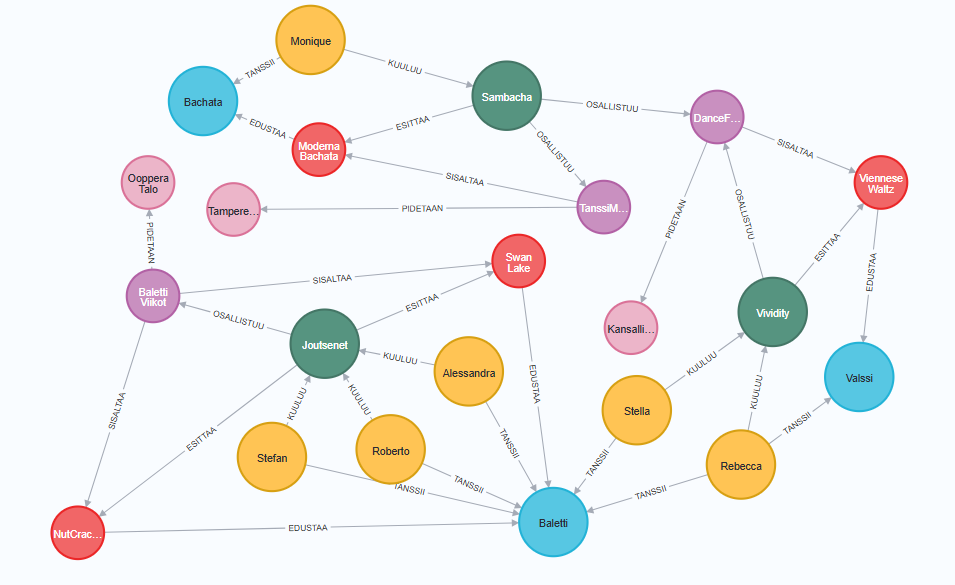 Monique
TANSSII
KUULUU
Bachata
Sambacha
OSALLISTUU
DanceF...
EDUSTAA
ESITTAA
Moderna
Bachata
OSALLISTUU
SISALTAA
Viennese
Waltz
Ooppera
Talo
SISALTAA
Tampere...
PIDETAAN
TanssiM...
PIDETAAN
OSALLISTUU
PIDETAAN
ESITTAA
EDUSTAA
Swan
Lake
SISALTAA
Baletti
Viikot
ESITTAA
OSALLISTUU
Vividity
Kansalli...
Joutsenet
KUULUU
Alessandra
KUULUU
Valssi
EDUSTAA
KUULUU
KUULUU
KUULUU
SISALTAA
Stella
TANSSII
ESITTAA
TANSSII
Roberto
Stefan
TANSSII
Rebecca
TANSSII
TANSSII
TANSSII
NutCrac...
EDUSTAA
Baletti